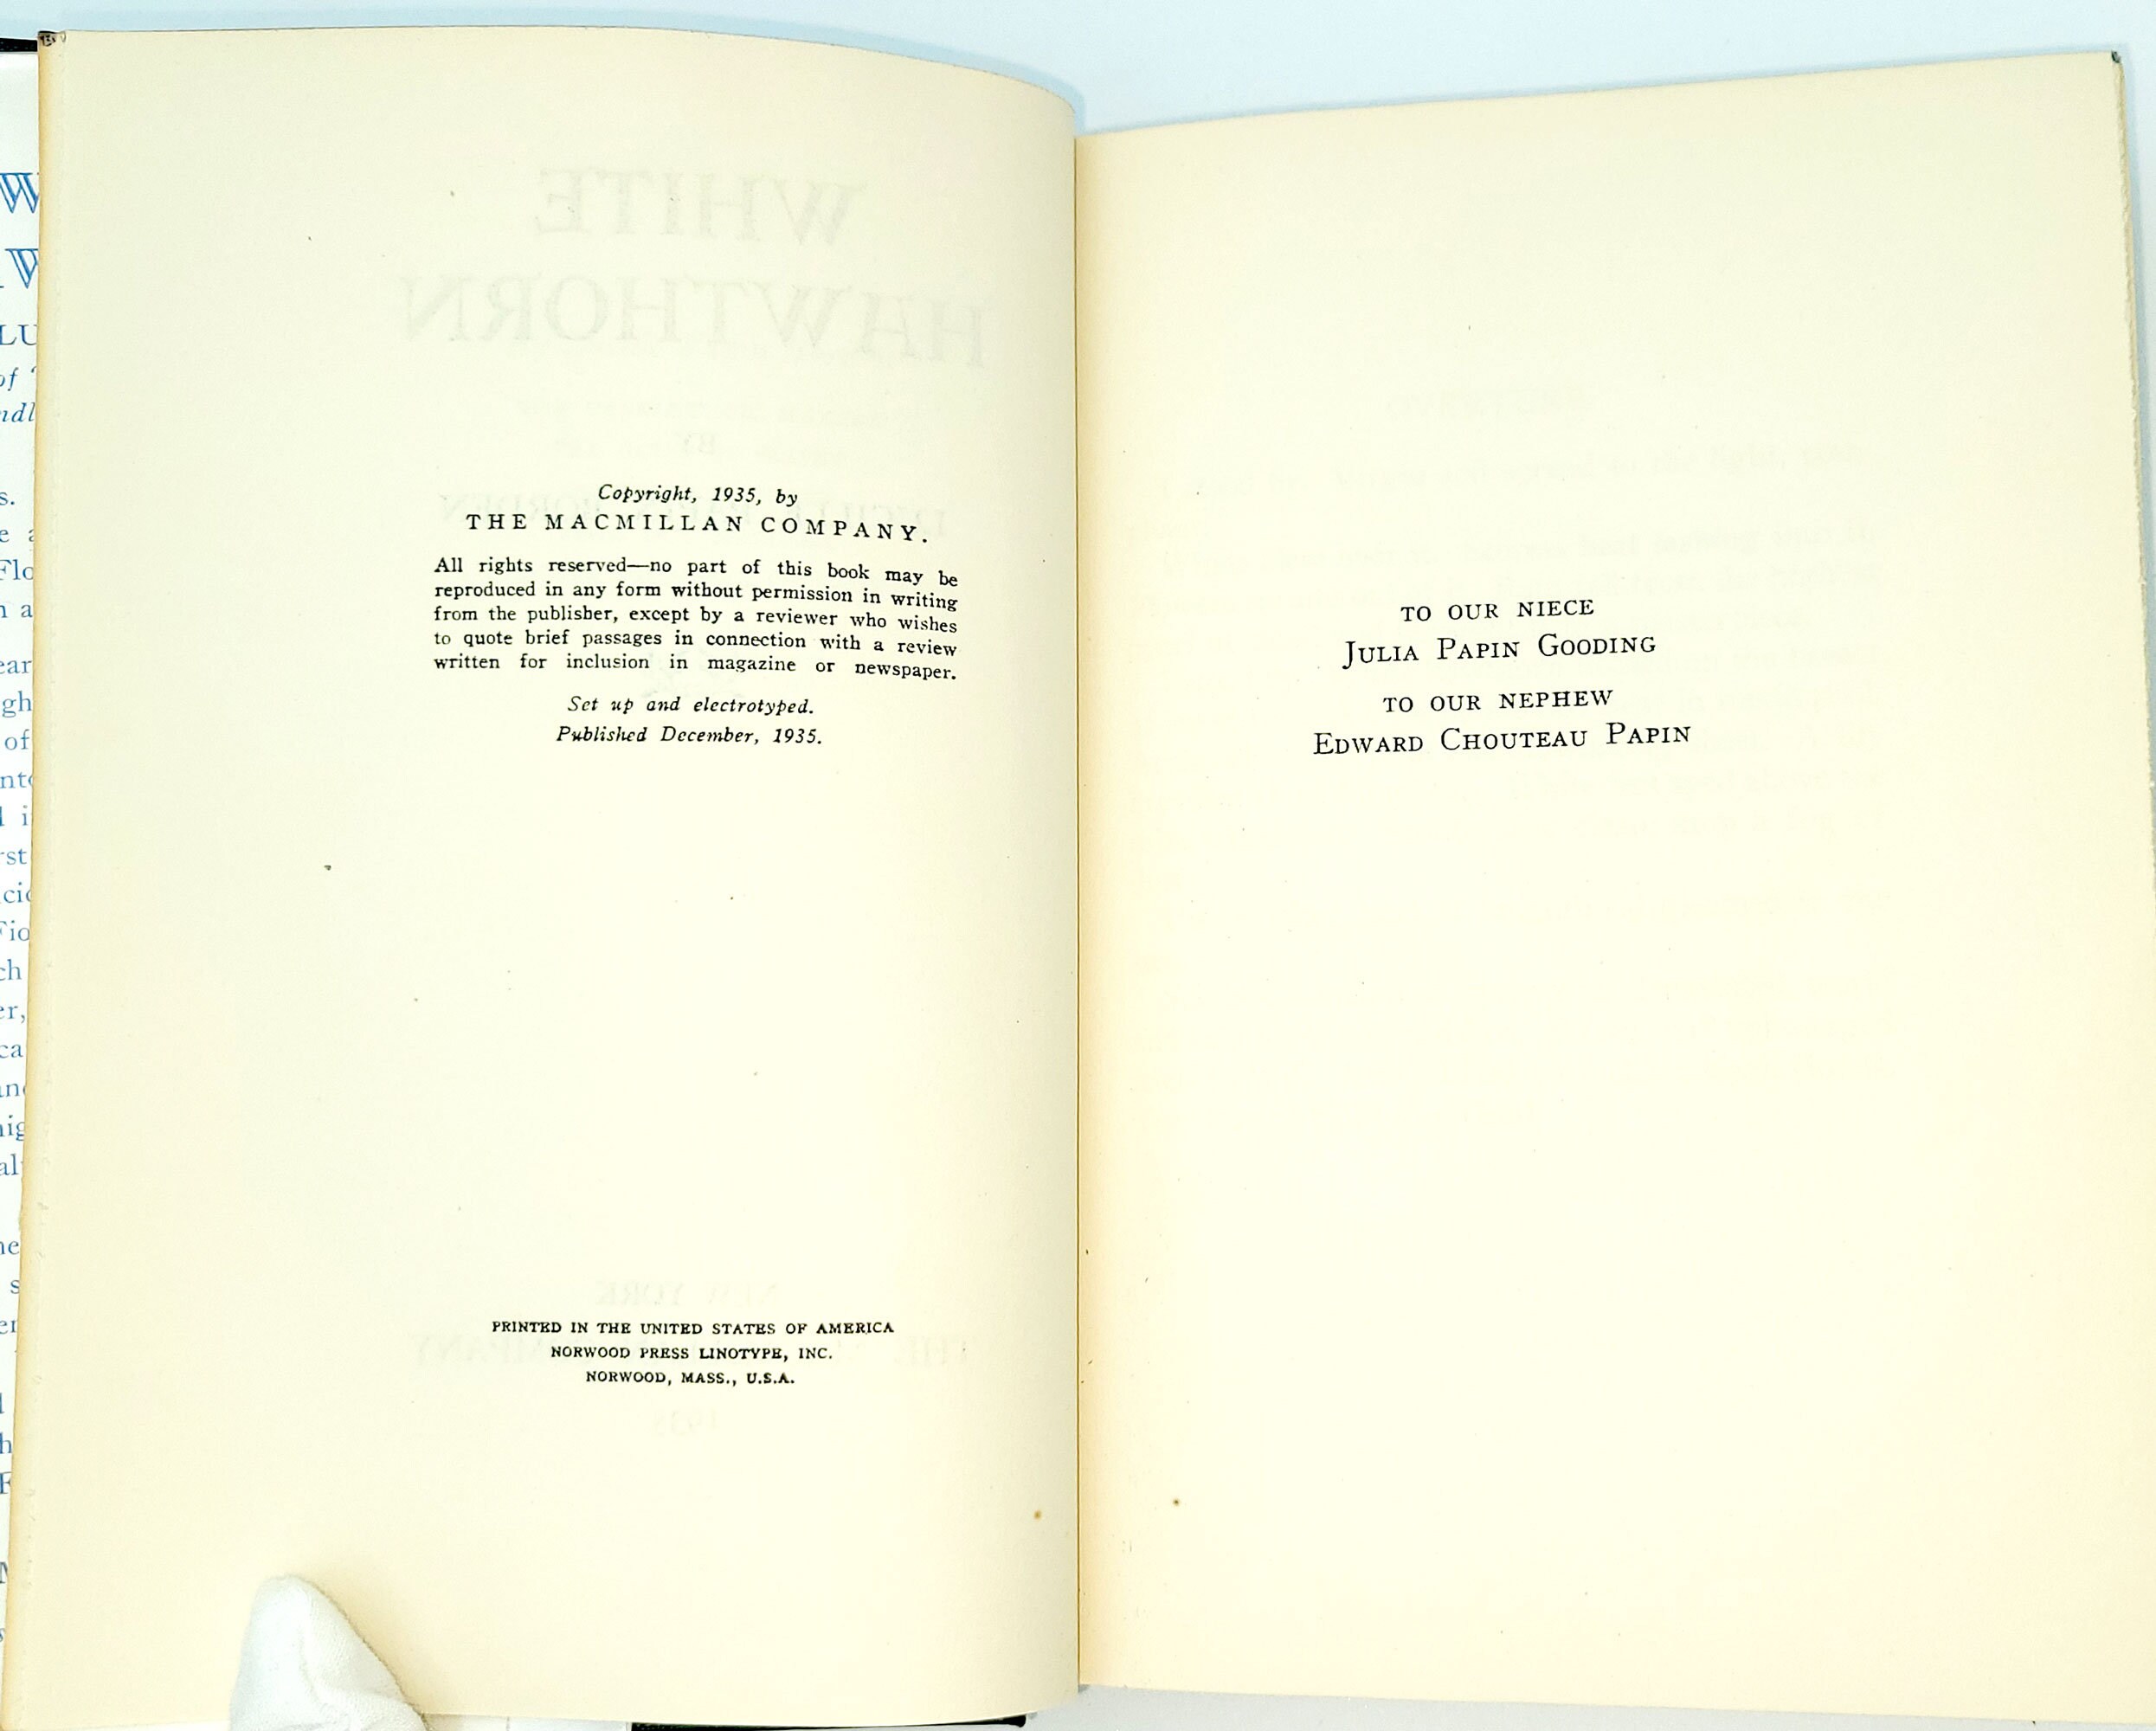 Copyright, 1935, by
THE MACMILLAN COMPANY.
All rights reserved—no part of this book may be
reproduced in any form without permission in writing
from the publisher, except by a reviewer who wishes
to quote brief passages in connection with a review
written for inclusion in magazine or newspaper.
Set up and electrotyped.
Published December, 1935.
PRINTED IN THE UNITED STATES OF AMERICA
NORWOOD PRESS LINOTYPE, INC.
NORWOOD, MASS., U.S.A.
TO OUR NIECE
JULIA PAPIN GOODING
TO OUR NEPHEW
EDWARD CHOUTEAU PAPIN